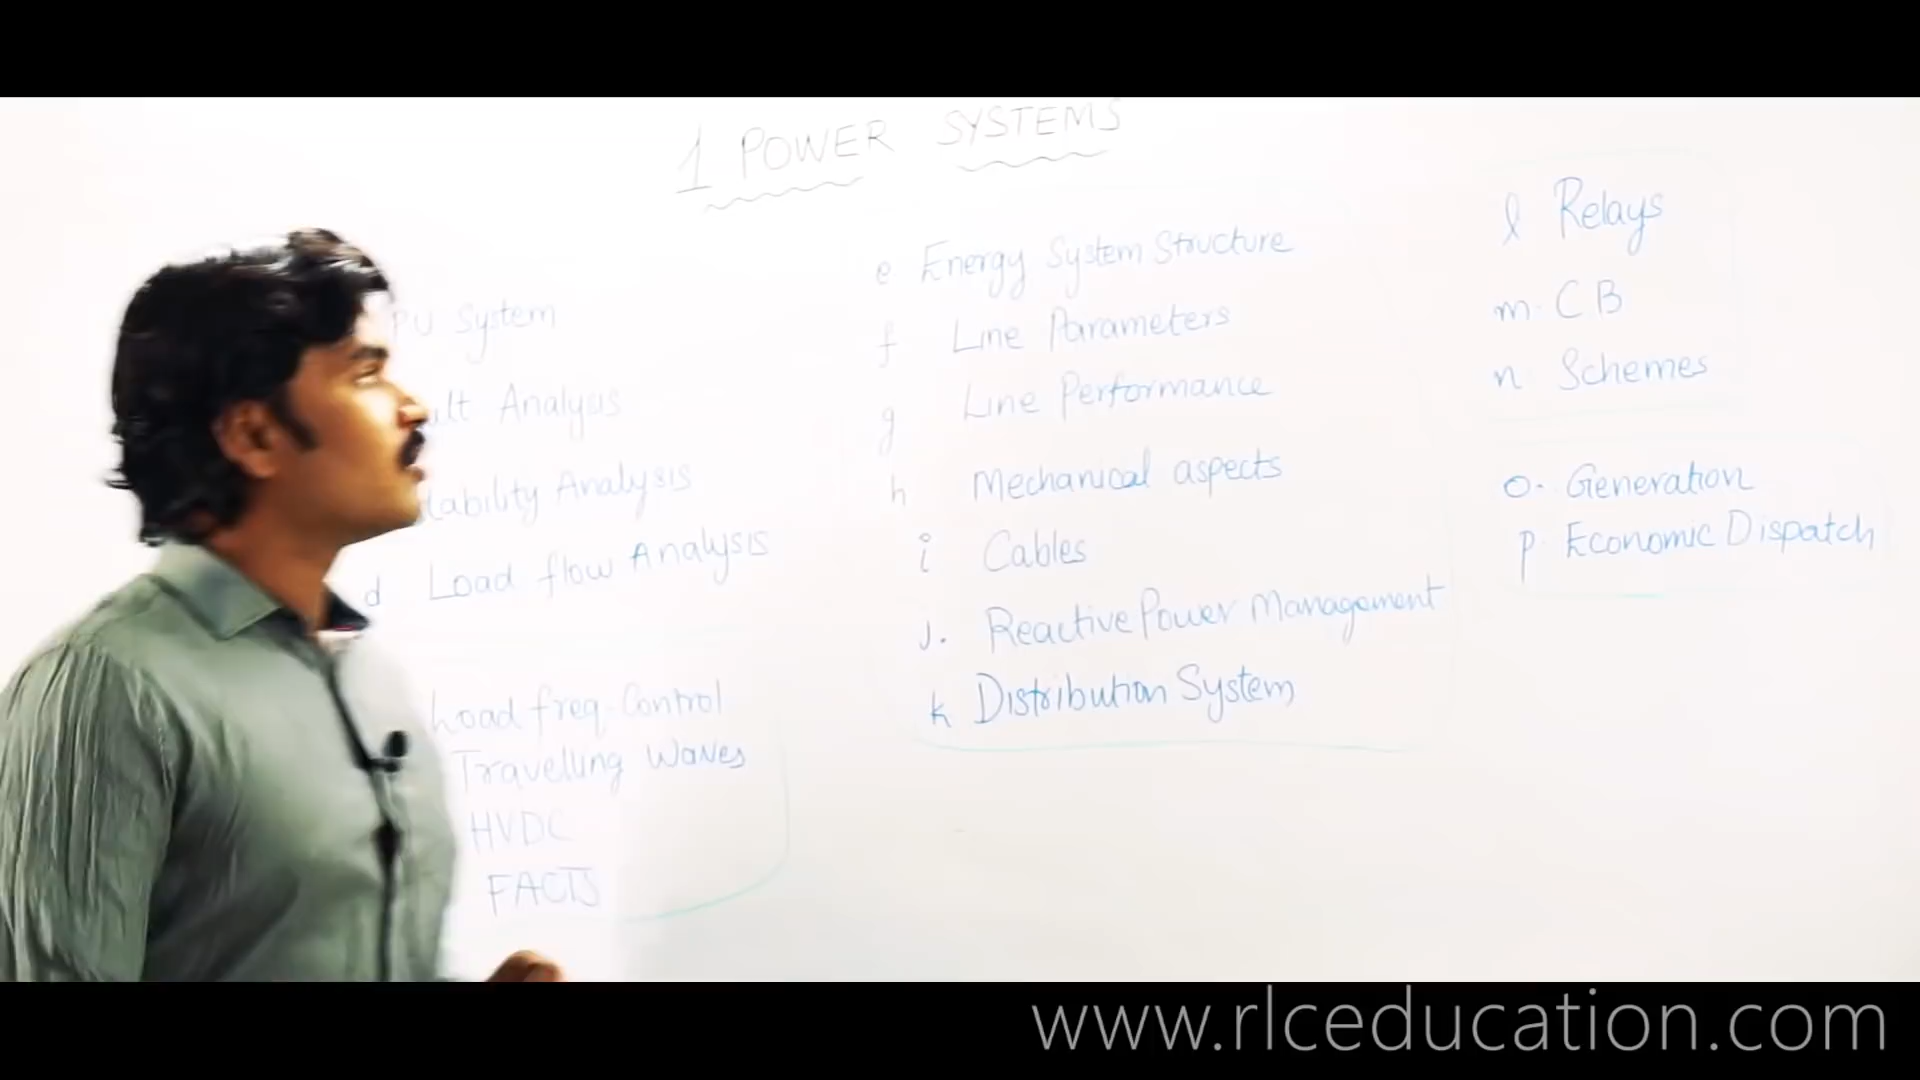 1 POWER SYSTEMS
PU System
ult Analysis
tability Analysis
d Load flow Analysis
Load freq. Control
Travelling Waves
HVDC
FACTS
e Energy System Structure
f Line Parameters
g Line Performance
h Mechanical aspects
i Cables
j. Reactive Power Management
k Distribution System
l Relays
m. C B
n Schemes
o. Generation
p. Economic Dispatch
www.rlceducation.com